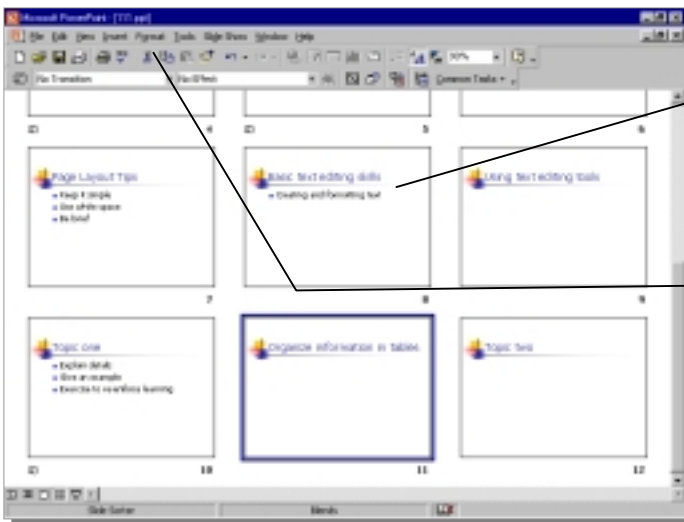 Microsoft PowerPoint - [111.ppt]
File Edit View Insert Format Tools Slide Show Window Help
No Transition No Effect Common Tasks
4 5 6
Page Layout Tips
Keep it simple
Use white space
Be brief
7
Basic text editing skills
Creating and formatting text
8
Using text editing tools
9
Topic one
Explain details
Give an example
Exercise to reinforce learning
10
Organize information in tables
11
Topic two
12
Slide Sorter Blends